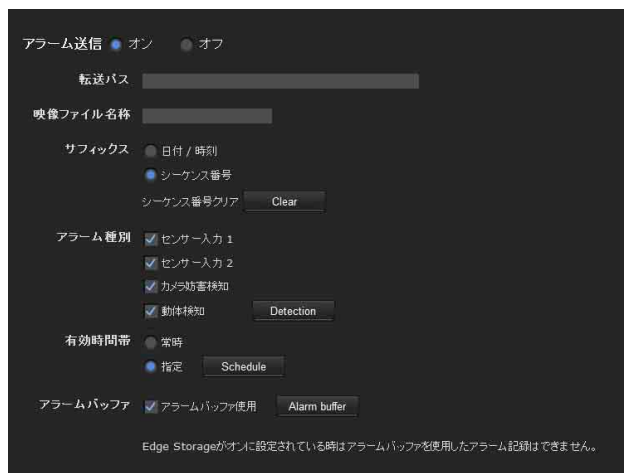 アラーム送信 オン オフ
転送パス
映像ファイル名称
サフィックス 日付 / 時刻
シーケンス番号
シーケンス番号クリア Clear
アラーム種別 センサー入力 1
センサー入力 2
カメラ妨害検知
動体検知 Detection
有効時間帯 常時
指定 Schedule
アラームバッファ アラームバッファ使用 Alarm buffer
Edge Storageがオンに設定されている時はアラームバッファを使用したアラーム記録はできません。